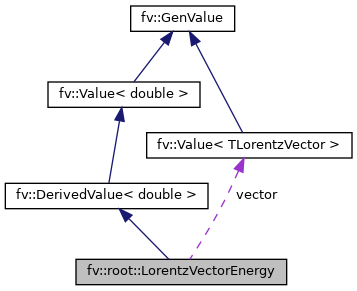 fv::GenValue
fv::Value< double >
fv::Value< TLorentzVector >
fv::DerivedValue< double >
vector
fv::root::LorentzVectorEnergy